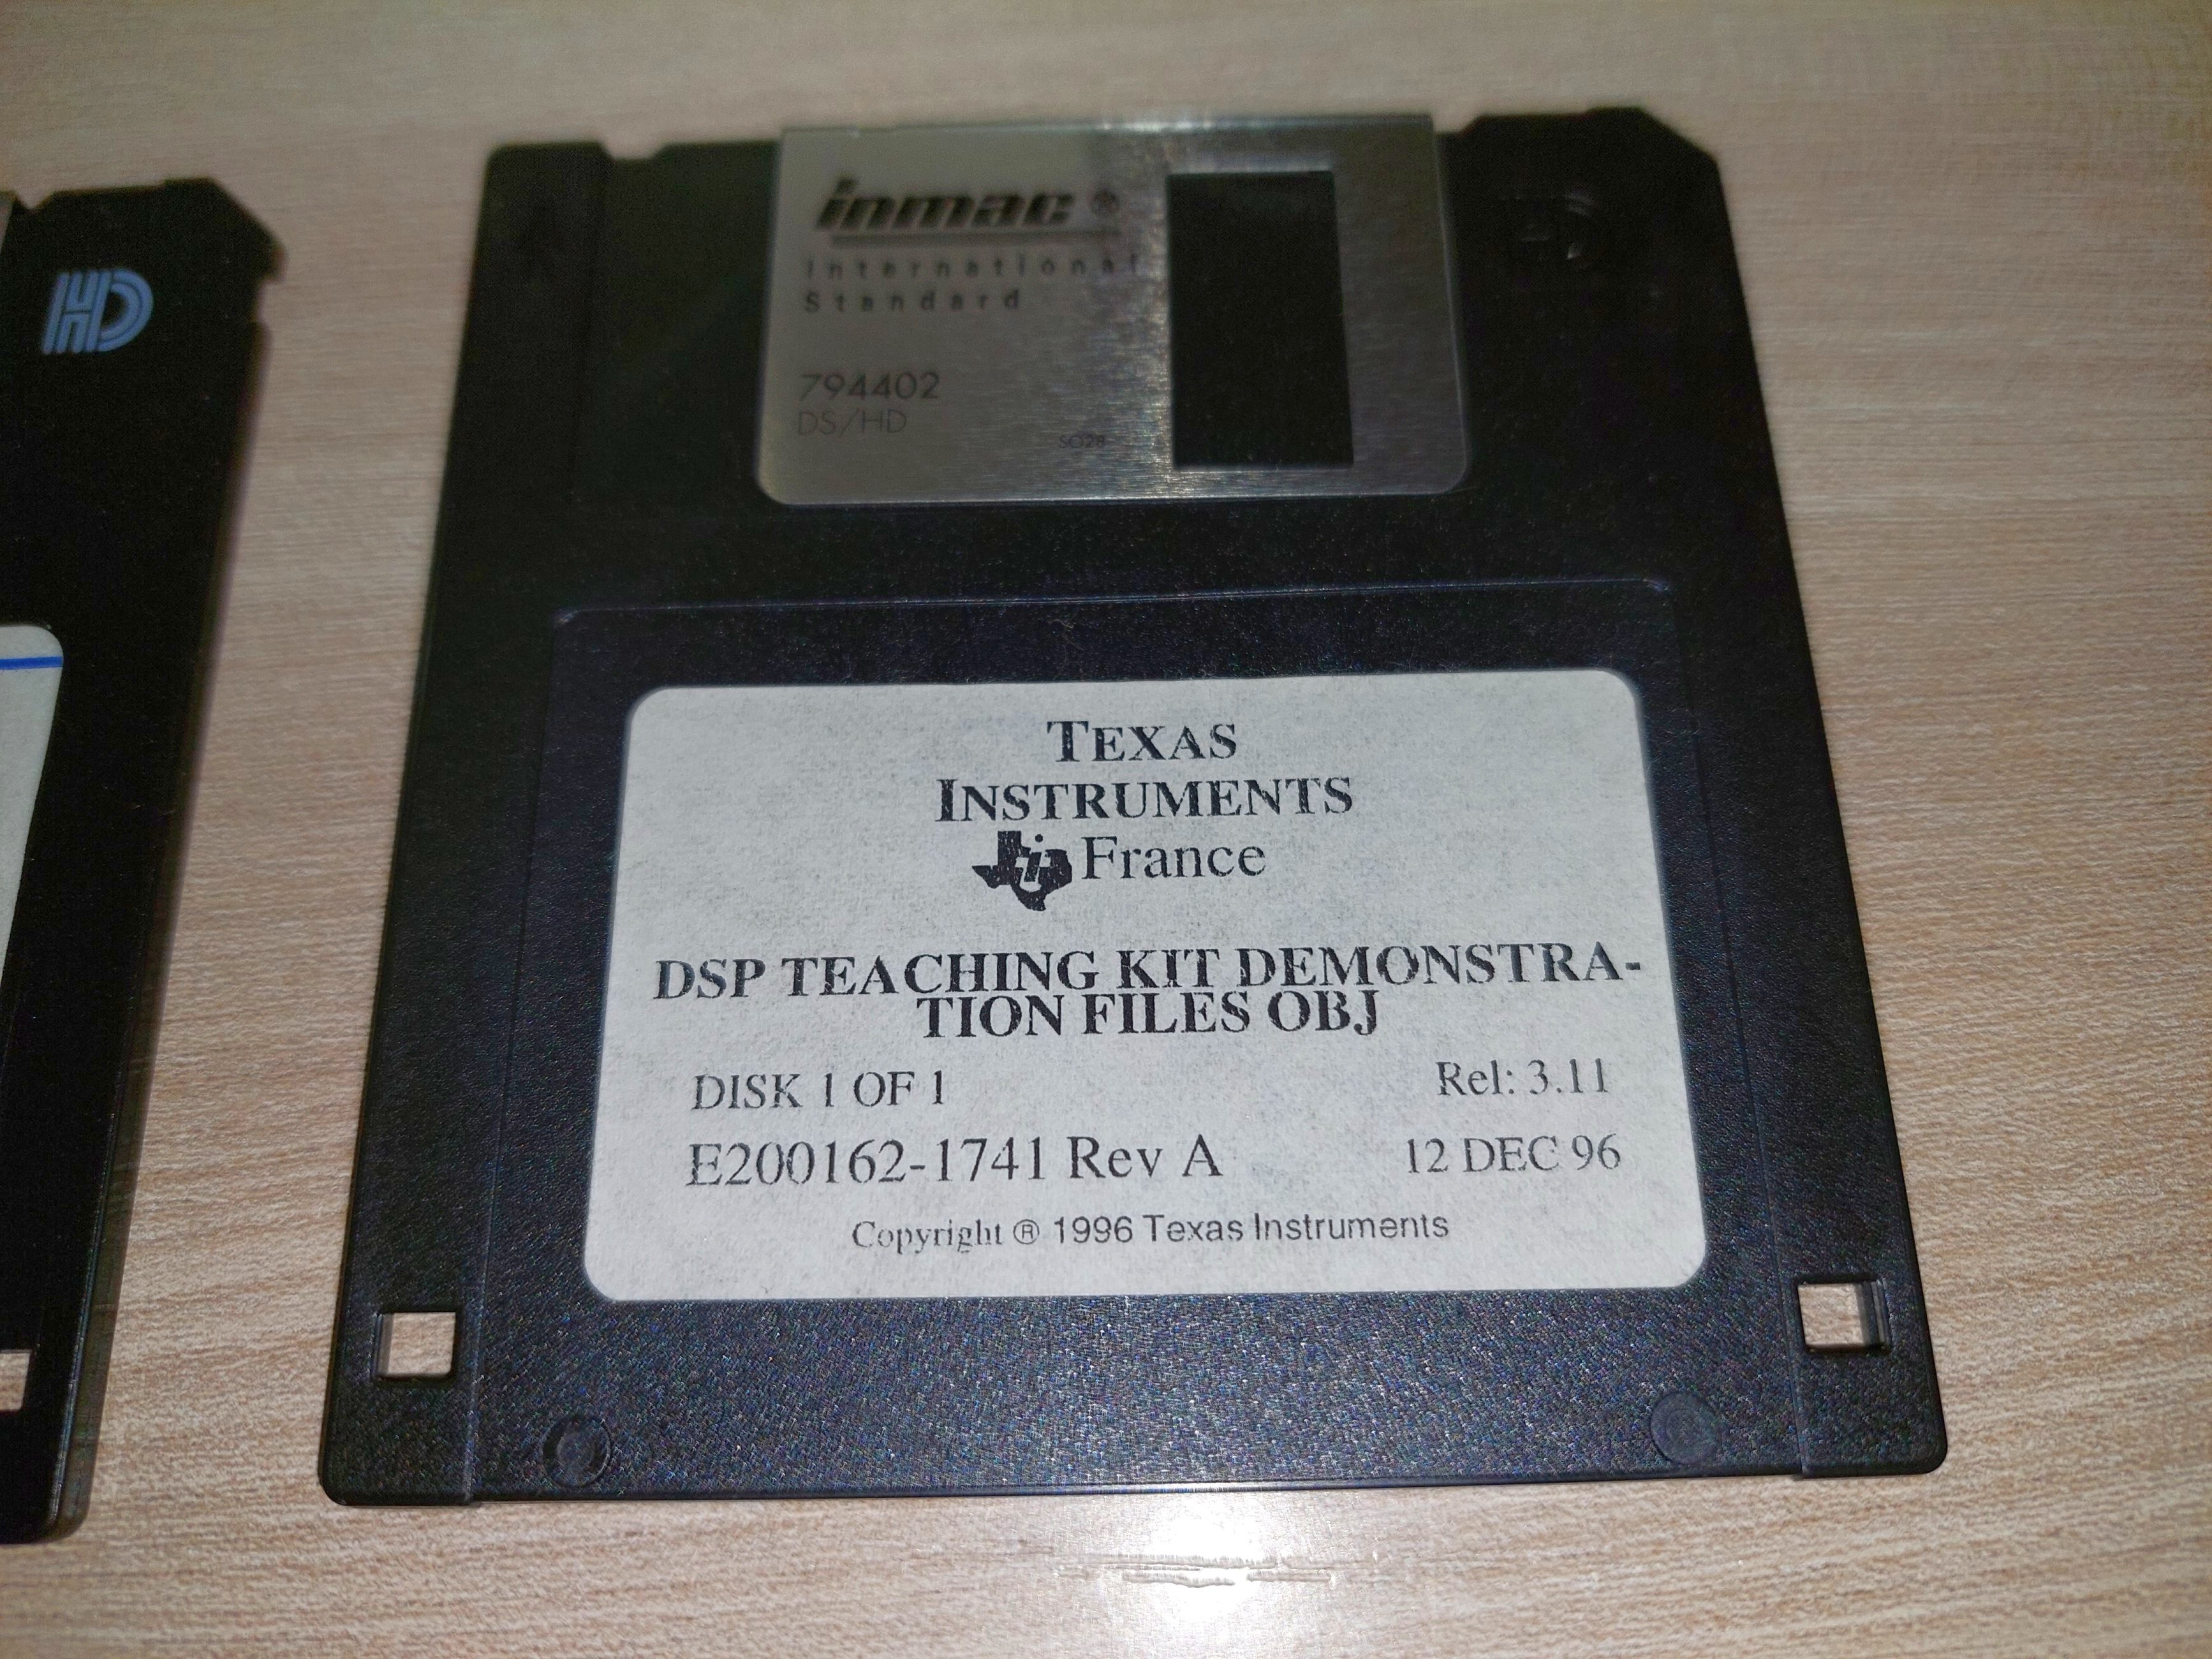 HD
inmac ®
International
Standard
794402
DS/HD
SO28
TEXAS
INSTRUMENTS
France
DSP TEACHING KIT DEMONSTRA-
TION FILES OBJ
DISK 1 OF 1 Rel: 3.11
E200162-1741 Rev A 12 DEC 96
Copyright ® 1996 Texas Instruments